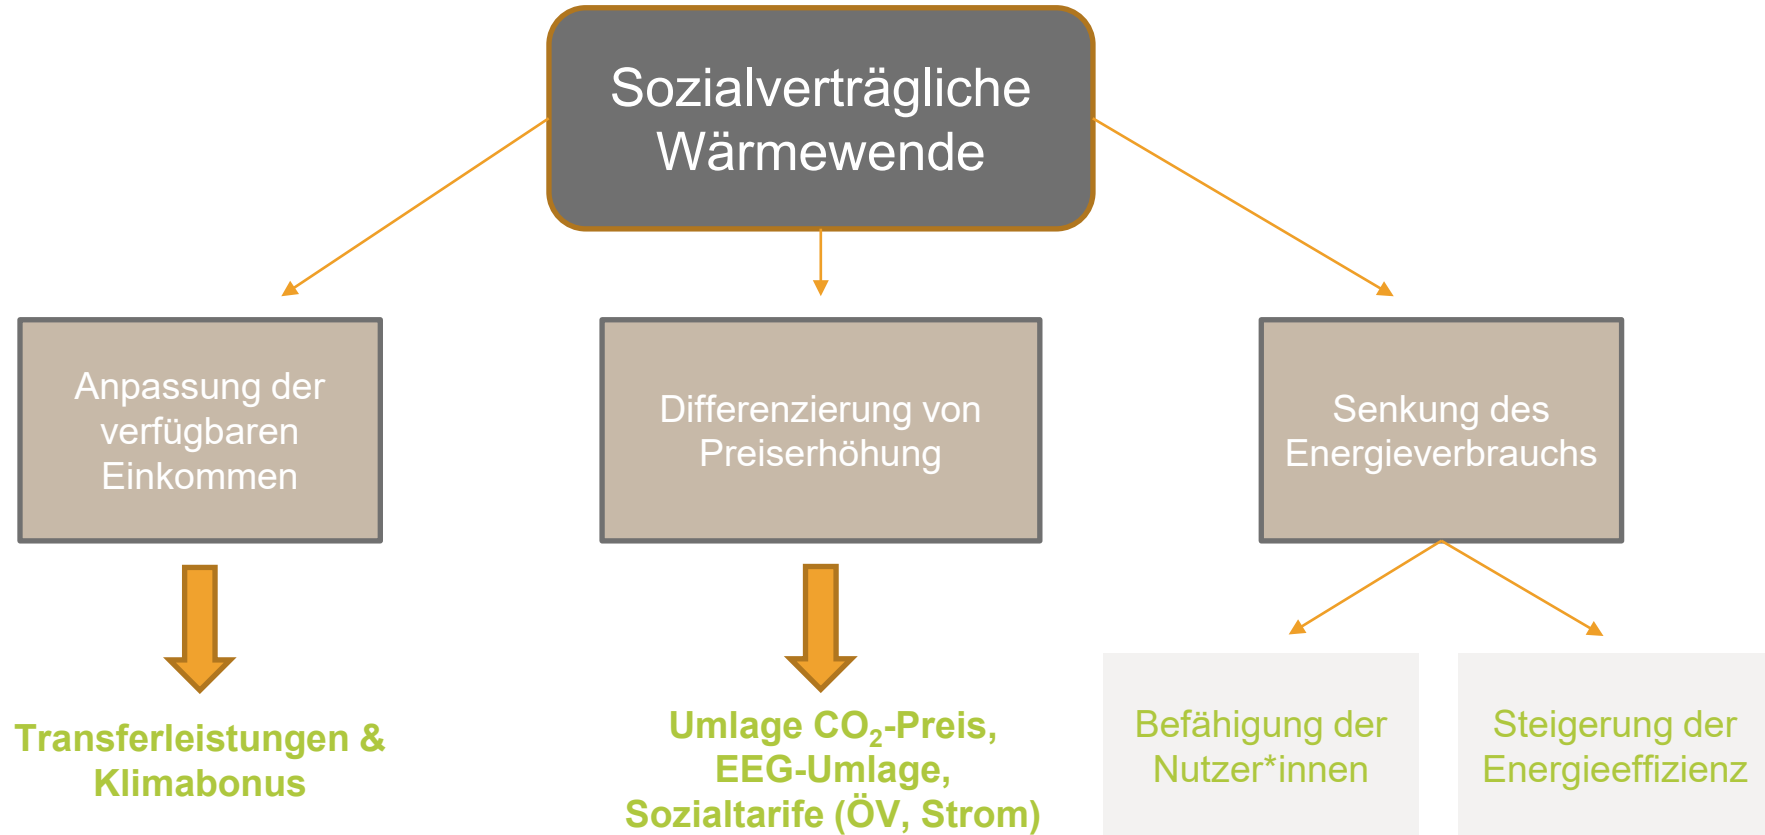 Sozialverträgliche
Wärmewende
Anpassung der
verfügbaren
Einkommen
Differenzierung von
Preiserhöhung
Senkung des
Energieverbrauchs
Transferleistungen &
Klimabonus
Umlage CO₂-Preis,
EEG-Umlage,
Sozialtarife (ÖV, Strom)
Befähigung der
Nutzer*innen
Steigerung der
Energieeffizienz